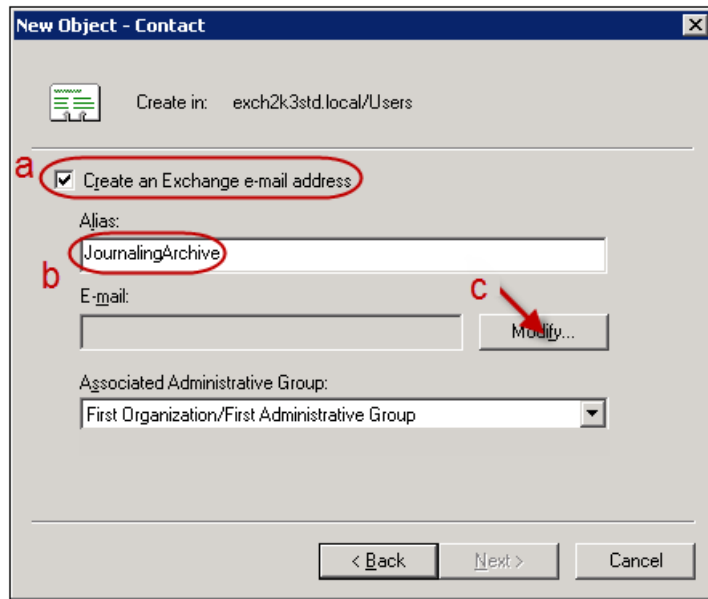 New Object - Contact
Create in: exch2k3std.local/Users
a
Create an Exchange e-mail address
Alias:
JournalingArchive
b
E-mail:
c
Modify...
Associated Administrative Group:
First Organization/First Administrative Group
< Back Next > Cancel